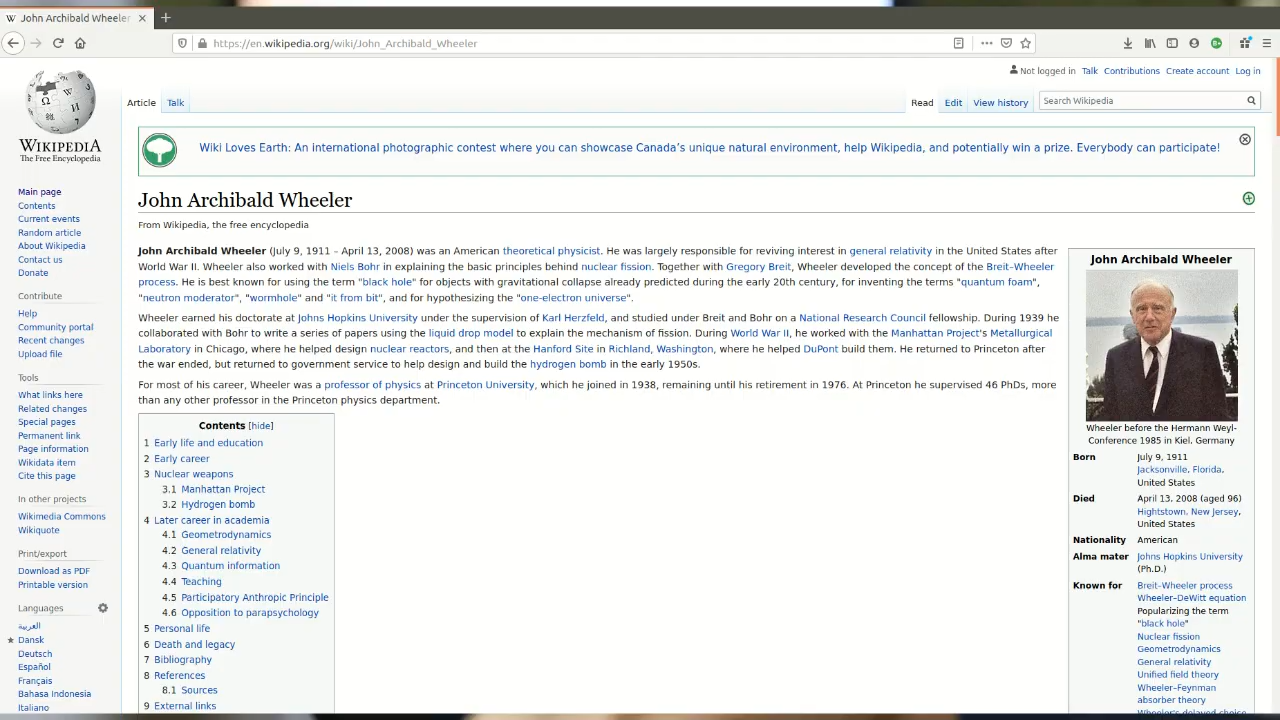 John Archibald Wheeler
https://en.wikipedia.org/wiki/John_Archibald_Wheeler
Not logged in Talk Contributions Create account Log in
Article Talk Read Edit View history Search Wikipedia
WIKIPEDIA
The Free Encyclopedia
Main page
Contents
Current events
Random article
About Wikipedia
Contact us
Donate
Contribute
Help
Community portal
Recent changes
Upload file
Tools
What links here
Related changes
Special pages
Permanent link
Page information
Wikidata item
Cite this page
In other projects
Wikimedia Commons
Wikiquote
Print/export
Download as PDF
Printable version
Languages
العربية
Dansk
Deutsch
Español
Français
Bahasa Indonesia
Italiano
Wiki Loves Earth: An international photographic contest where you can showcase Canada’s unique natural environment, help Wikipedia, and potentially win a prize. Everybody can participate!
John Archibald Wheeler
From Wikipedia, the free encyclopedia
John Archibald Wheeler (July 9, 1911 – April 13, 2008) was an American theoretical physicist. He was largely responsible for reviving interest in general relativity in the United States after
World War II. Wheeler also worked with Niels Bohr in explaining the basic principles behind nuclear fission. Together with Gregory Breit, Wheeler developed the concept of the Breit–Wheeler
process. He is best known for using the term "black hole" for objects with gravitational collapse already predicted during the early 20th century, for inventing the terms "quantum foam",
"neutron moderator", "wormhole" and "it from bit", and for hypothesizing the "one-electron universe".
Wheeler earned his doctorate at Johns Hopkins University under the supervision of Karl Herzfeld, and studied under Breit and Bohr on a National Research Council fellowship. During 1939 he
collaborated with Bohr to write a series of papers using the liquid drop model to explain the mechanism of fission. During World War II, he worked with the Manhattan Project's Metallurgical
Laboratory in Chicago, where he helped design nuclear reactors, and then at the Hanford Site in Richland, Washington, where he helped DuPont build them. He returned to Princeton after
the war ended, but returned to government service to help design and build the hydrogen bomb in the early 1950s.
For most of his career, Wheeler was a professor of physics at Princeton University, which he joined in 1938, remaining until his retirement in 1976. At Princeton he supervised 46 PhDs, more
than any other professor in the Princeton physics department.
Contents [hide]
1 Early life and education
2 Early career
3 Nuclear weapons
3.1 Manhattan Project
3.2 Hydrogen bomb
4 Later career in academia
4.1 Geometrodynamics
4.2 General relativity
4.3 Quantum information
4.4 Teaching
4.5 Participatory Anthropic Principle
4.6 Opposition to parapsychology
5 Personal life
6 Death and legacy
7 Bibliography
8 References
8.1 Sources
9 External links
John Archibald Wheeler
Wheeler before the Hermann Weyl-
Conference 1985 in Kiel, Germany
Born July 9, 1911
Jacksonville, Florida,
United States
Died April 13, 2008 (aged 96)
Hightstown, New Jersey,
United States
Nationality American
Alma mater Johns Hopkins University
(Ph.D.)
Known for Breit–Wheeler process
Wheeler–DeWitt equation
Popularizing the term
"black hole"
Nuclear fission
Geometrodynamics
General relativity
Unified field theory
Wheeler–Feynman
absorber theory
Wheeler's delayed choice